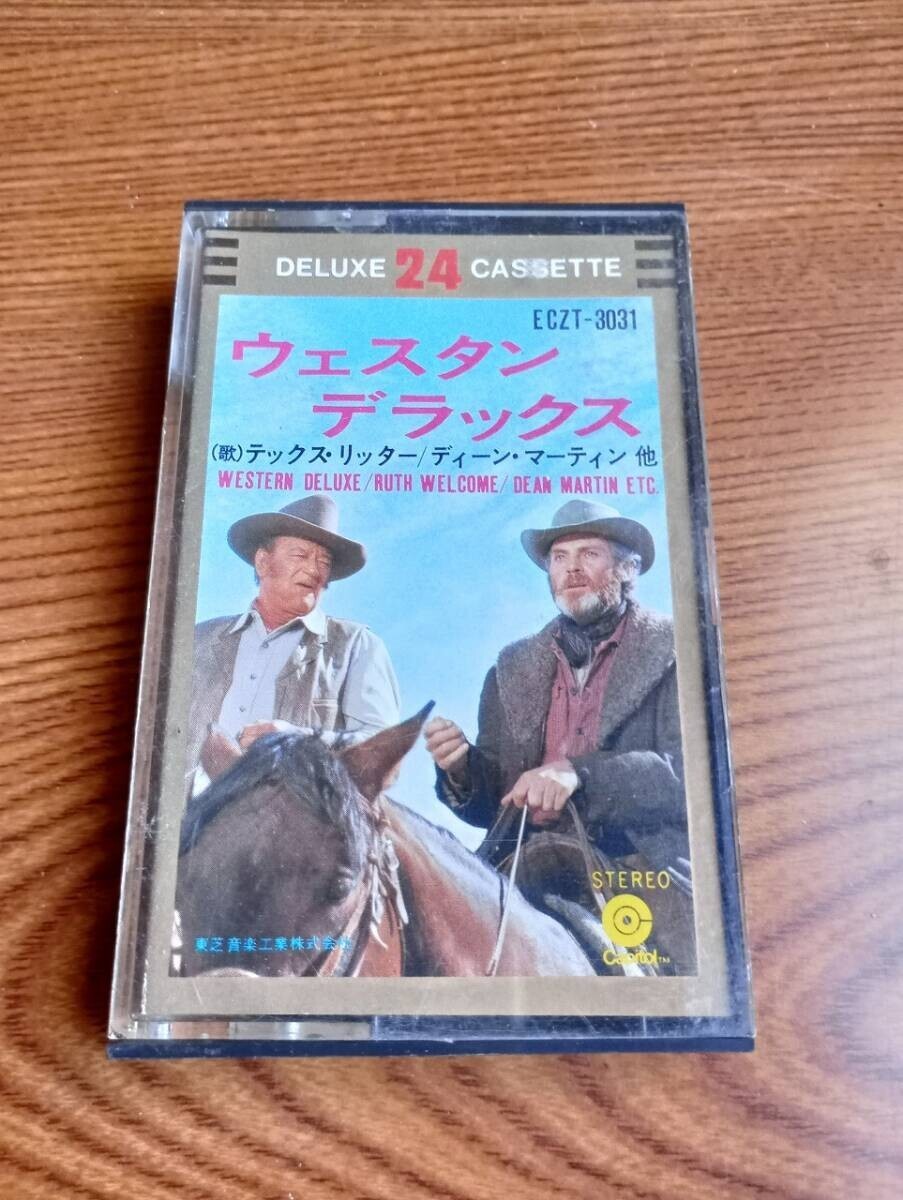 DELUXE 24 CASSETTE
ECZT-3031
ウェスタン
デラックス
(歌)テックス・リッター/ディーン・マーティン 他
WESTERN DELUXE/RUTH WELCOME/DEAN MARTIN ETC.
STEREO
Capitol™
東芝音楽工業株式会社